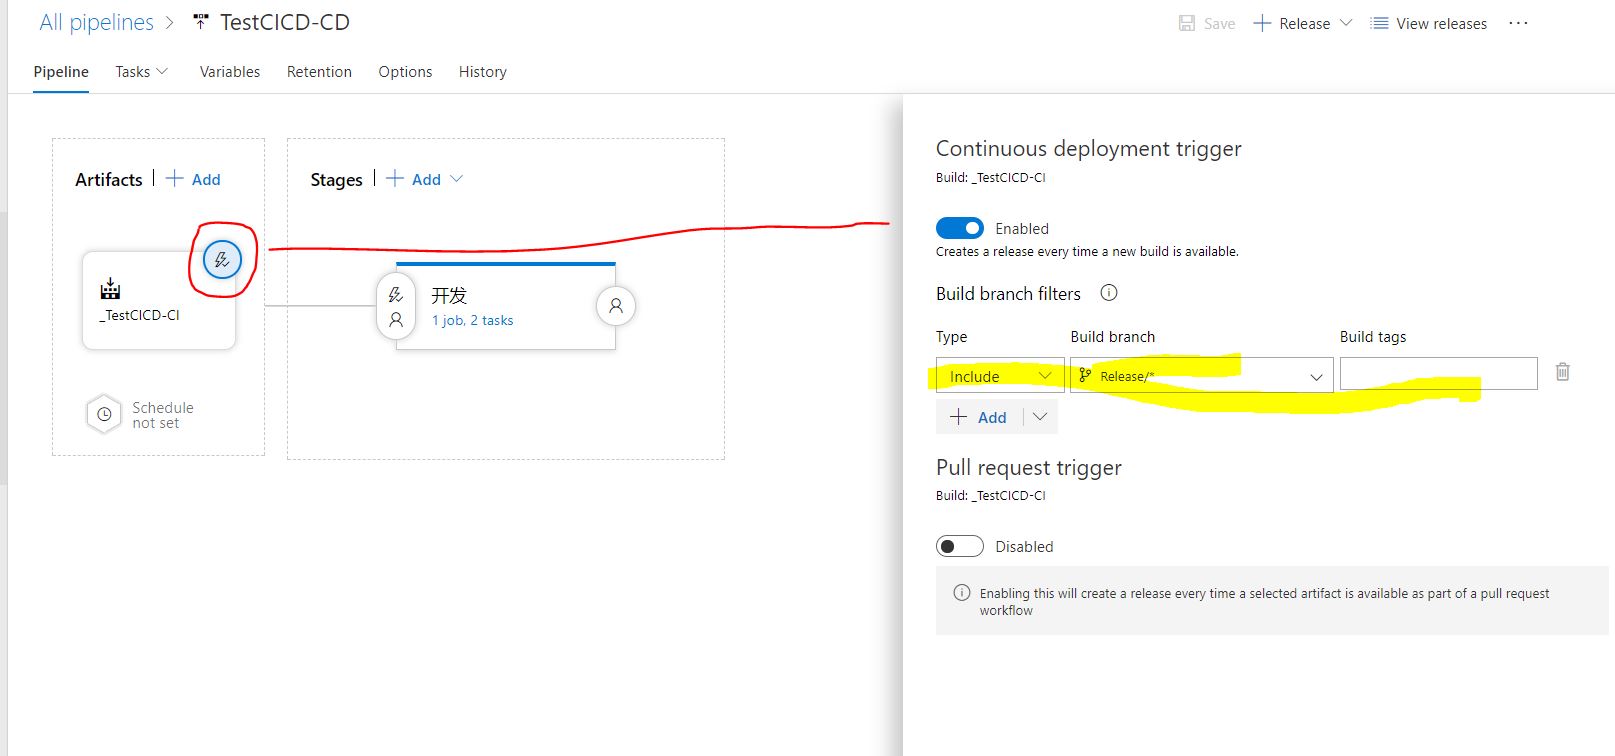 All pipelines > TestCICD-CD
Save Release View releases ...
Pipeline Tasks Variables Retention Options History
Artifacts | + Add
Stages | + Add
_TestCICD-CI
开发
1 job, 2 tasks
Schedule
not set
Continuous deployment trigger
Build: _TestCICD-CI
Enabled
Creates a release every time a new build is available.
Build branch filters
Type Build branch Build tags
Include Release/*
+ Add
Pull request trigger
Build: _TestCICD-CI
Disabled
Enabling this will create a release every time a selected artifact is available as part of a pull request
workflow